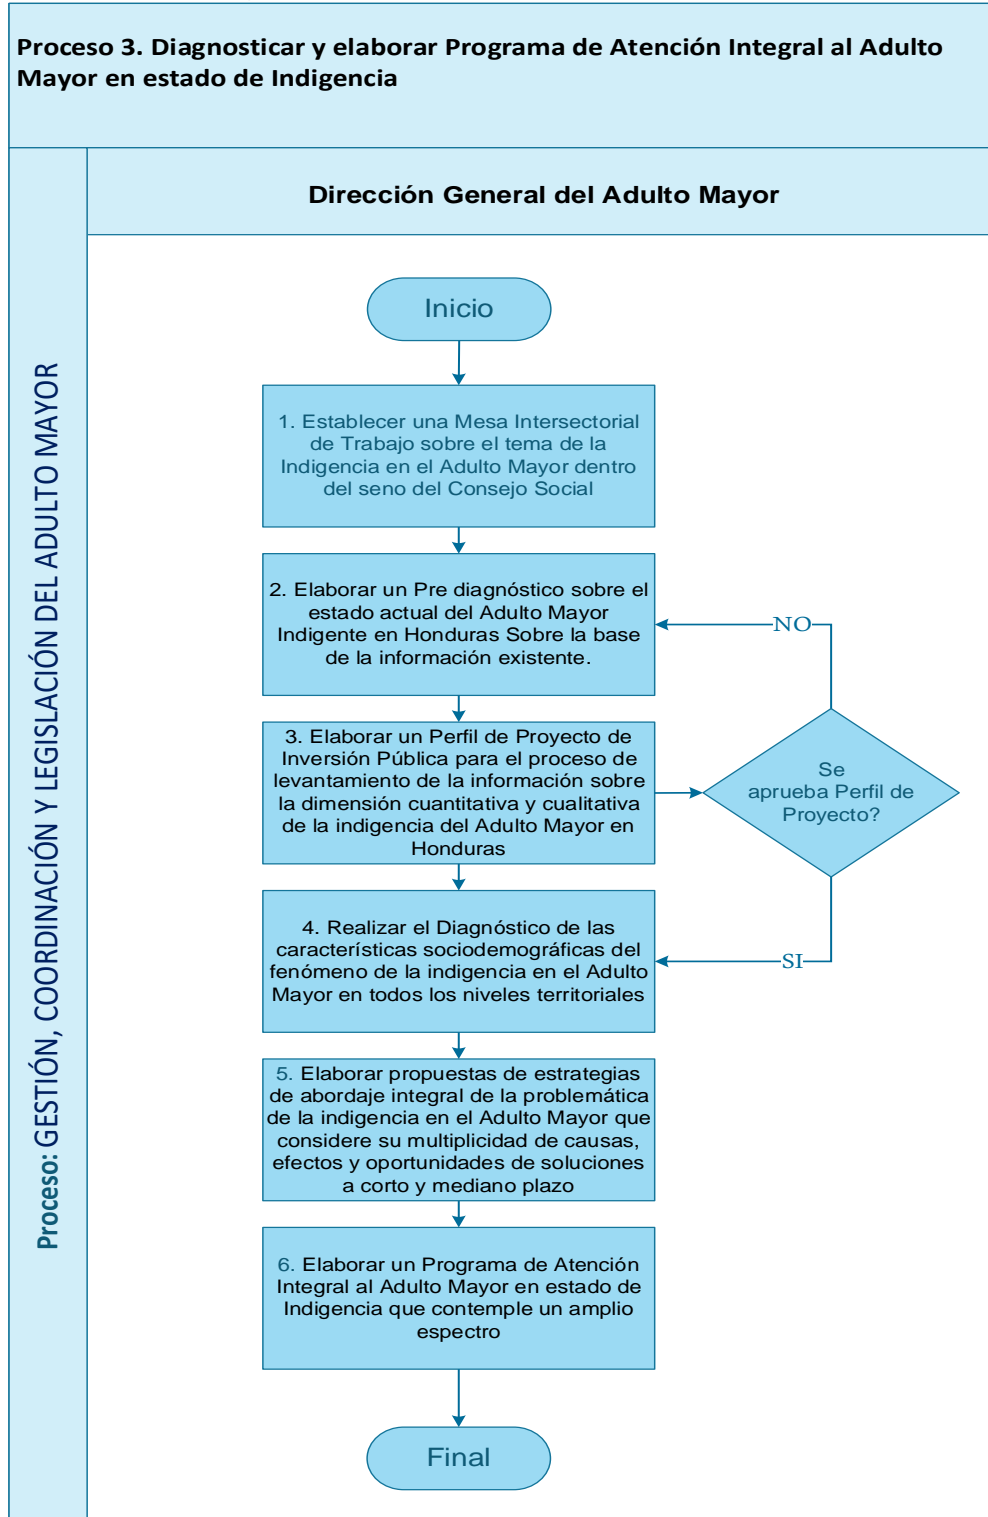 Proceso 3. Diagnosticar y elaborar Programa de Atención Integral al Adulto
Mayor en estado de Indigencia
Proceso: GESTIÓN, COORDINACIÓN Y LEGISLACIÓN DEL ADULTO MAYOR
Dirección General del Adulto Mayor
Inicio
1. Establecer una Mesa Intersectorial
de Trabajo sobre el tema de la
Indigencia en el Adulto Mayor dentro
del seno del Consejo Social
2. Elaborar un Pre diagnóstico sobre el
estado actual del Adulto Mayor
Indigente en Honduras Sobre la base
de la información existente.
NO
3. Elaborar un Perfil de Proyecto de
Inversión Pública para el proceso de
levantamiento de la información sobre
la dimensión cuantitativa y cualitativa
de la indigencia del Adulto Mayor en
Honduras
Se
aprueba Perfil de
Proyecto?
4. Realizar el Diagnóstico de las
características sociodemográficas del
fenómeno de la indigencia en el Adulto
Mayor en todos los niveles territoriales
SI
5. Elaborar propuestas de estrategias
de abordaje integral de la problemática
de la indigencia en el Adulto Mayor que
considere su multiplicidad de causas,
efectos y oportunidades de soluciones
a corto y mediano plazo
6. Elaborar un Programa de Atención
Integral al Adulto Mayor en estado de
Indigencia que contemple un amplio
espectro
Final